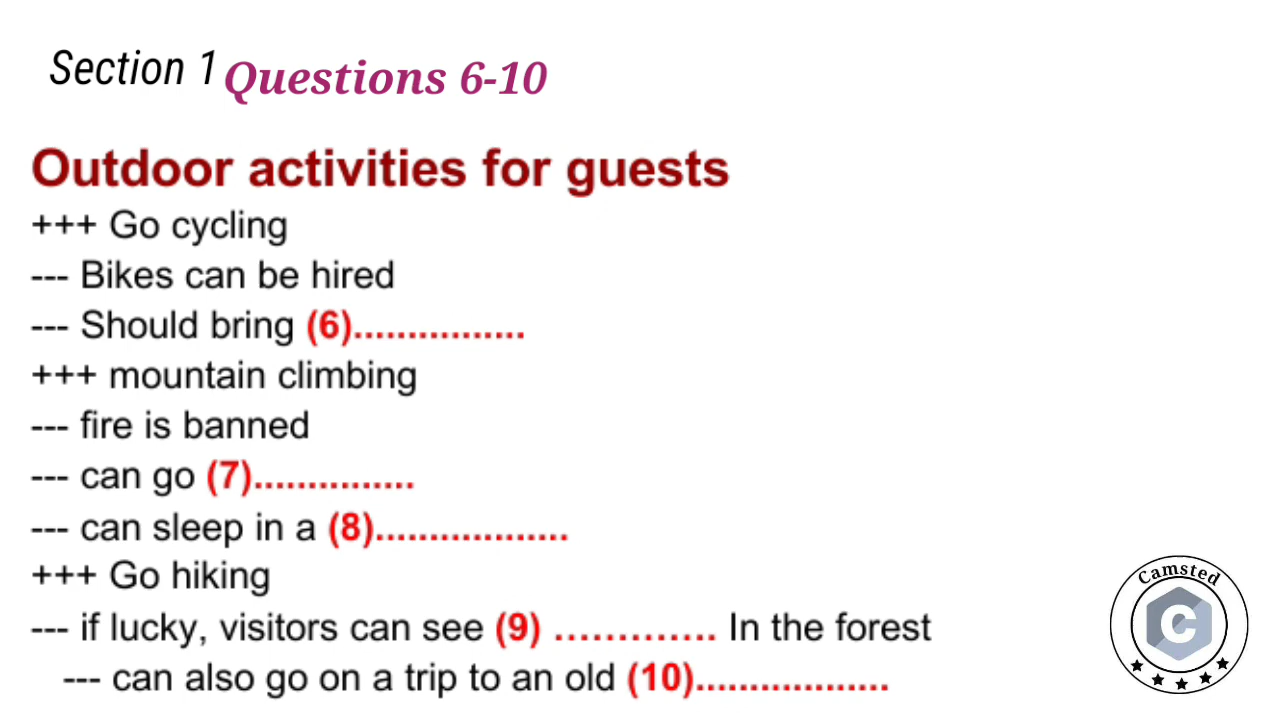 Section 1 Questions 6-10
Outdoor activities for guests
+++ Go cycling
--- Bikes can be hired
--- Should bring (6)................
+++ mountain climbing
--- fire is banned
--- can go (7)...............
--- can sleep in a (8)..................
+++ Go hiking
--- if lucky, visitors can see (9) ............. In the forest
--- can also go on a trip to an old (10)..................
Camsted
C